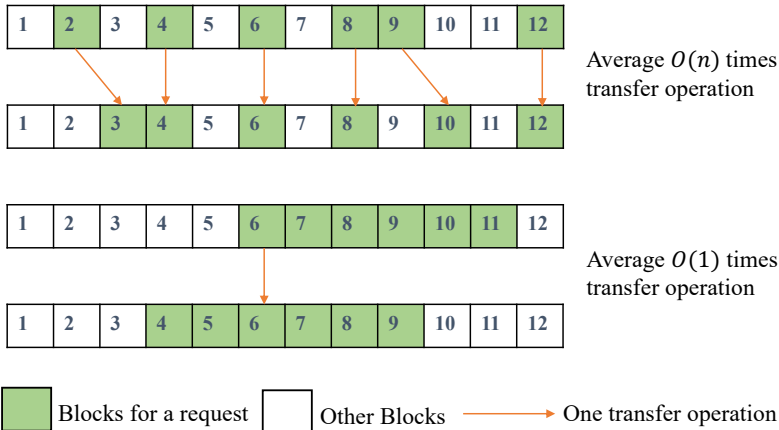 1 2 3 4 5 6 7 8 9 10 11 12
Average O(n) times
transfer operation
1 2 3 4 5 6 7 8 9 10 11 12
1 2 3 4 5 6 7 8 9 10 11 12
Average O(1) times
transfer operation
1 2 3 4 5 6 7 8 9 10 11 12
Blocks for a request
Other Blocks
One transfer operation